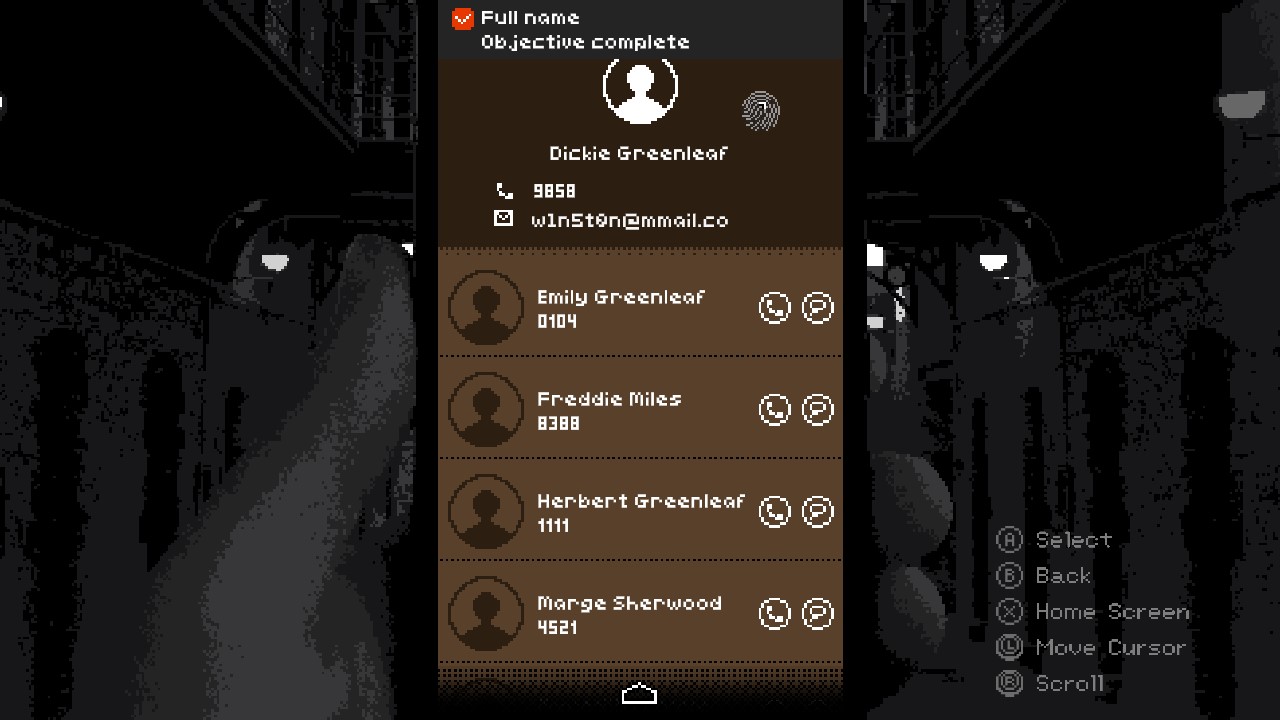 Full name
Objective complete
Dickie Greenleaf
9858
w1n5t0n@mmail.co
Emily Greenleaf
0104
Freddie Miles
8388
Herbert Greenleaf
1111
Marge Sherwood
4521
A Select
B Back
X Home Screen
L Move Cursor
R Scroll